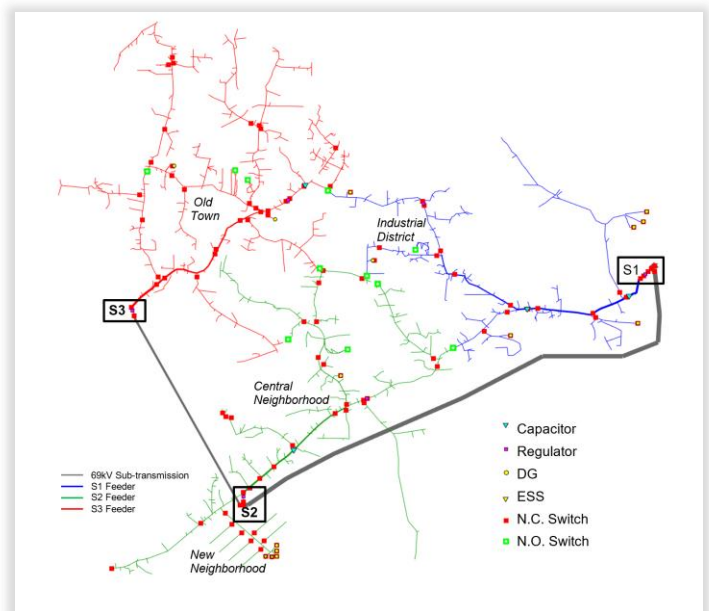 Old
Town
Industrial
District
S1
S3
Central
Neighborhood
S2
New
Neighborhood
69kV Sub-transmission
S1 Feeder
S2 Feeder
S3 Feeder
Capacitor
Regulator
DG
ESS
N.C. Switch
N.O. Switch